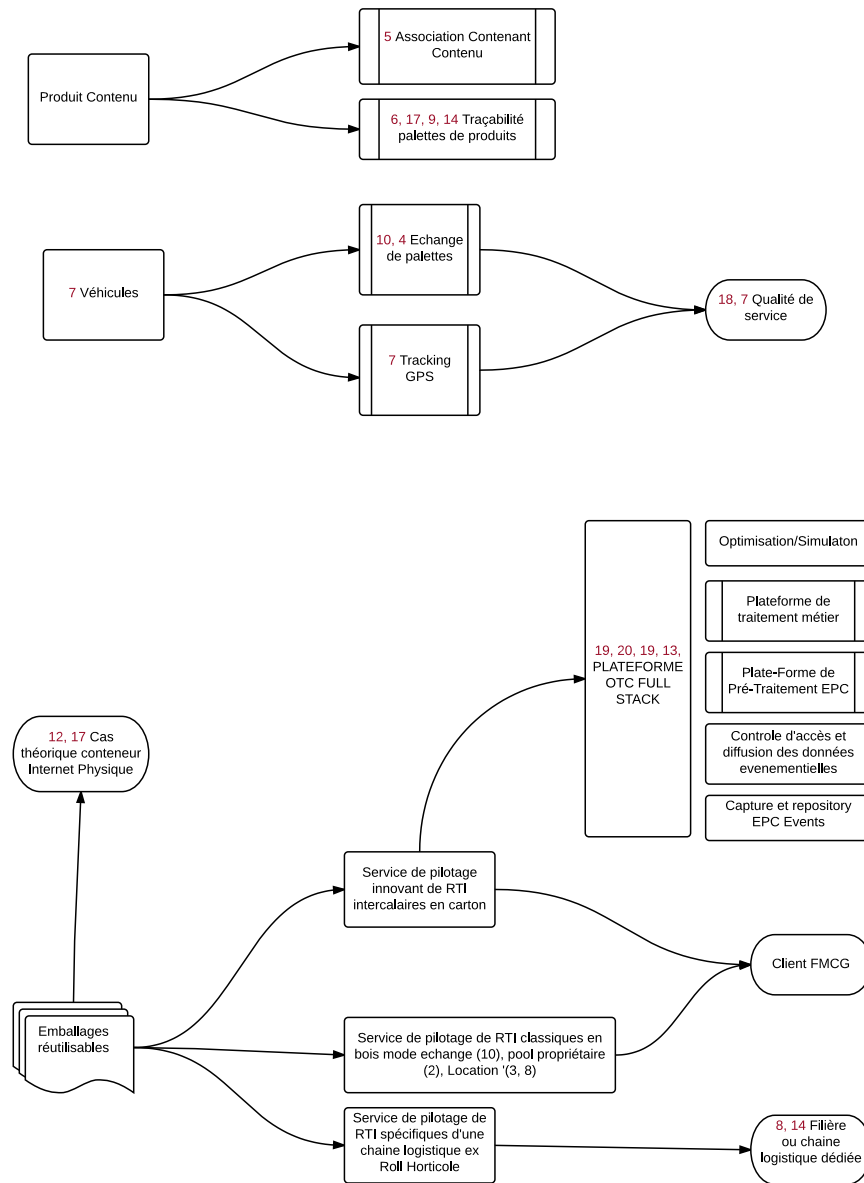 5 Association Contenant
Contenu
Produit Contenu
6, 17, 9, 14 Traçabilité
palettes de produits
10, 4 Echange
de palettes
7 Véhicules
18, 7 Qualité de
service
7 Tracking
GPS
Optimisation/Simulaton
Plateforme de
traitement métier
19, 20, 19, 13,
PLATEFORME
OTC FULL
STACK
Plate-Forme de
Pré-Traitement EPC
Controle d'accès et
diffusion des données
evenementielles
Capture et repository
EPC Events
12, 17 Cas
théorique conteneur
Internet Physique
Service de pilotage
innovant de RTI
intercalaires en carton
Client FMCG
Emballages
réutilisables
Service de pilotage de RTI classiques en
bois mode echange (10), pool propriétaire
(2), Location '(3, 8)
Service de pilotage de
RTI spécifiques d'une
chaine logistique ex
Roll Horticole
8, 14 Filière
ou chaine
logistique dédiée